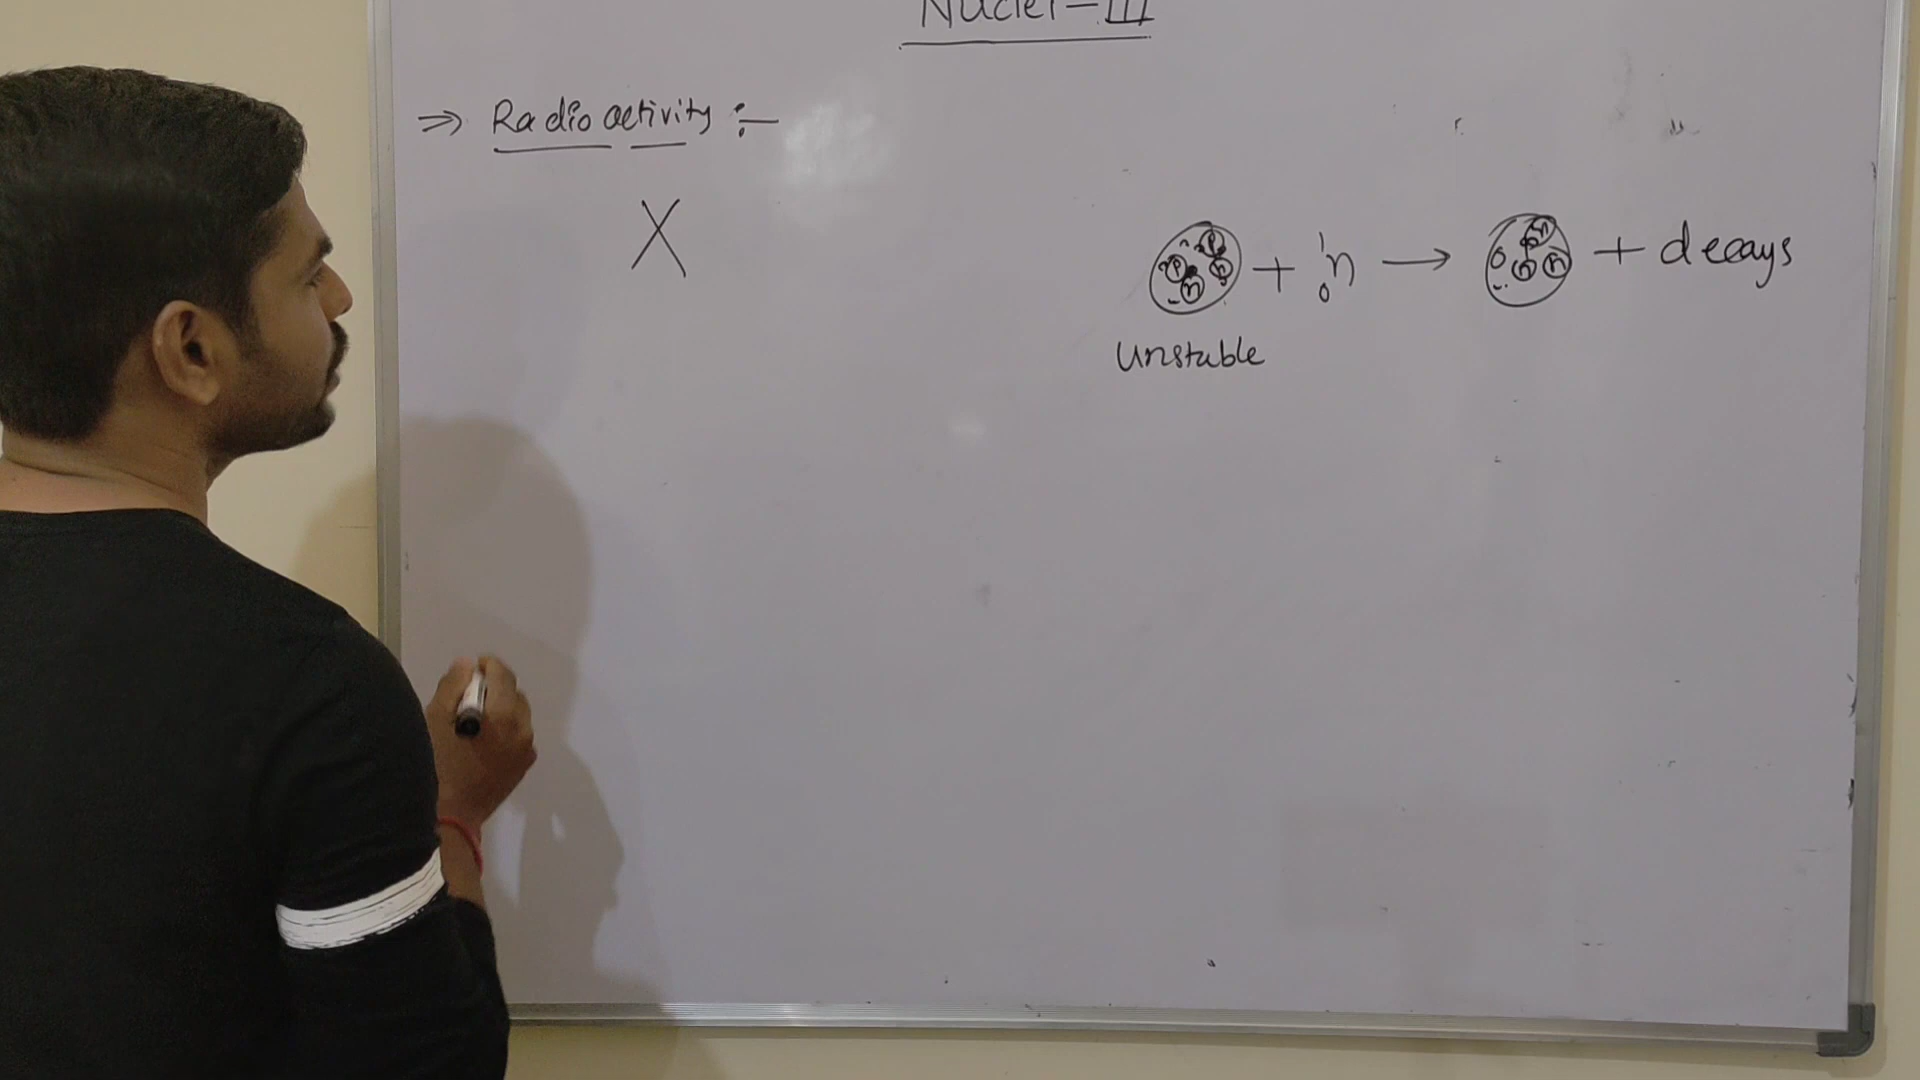 Nuclei-III
⇒ Radioactivity :-
X
p p n n + ¹₀n → n n n + decays
Unstable